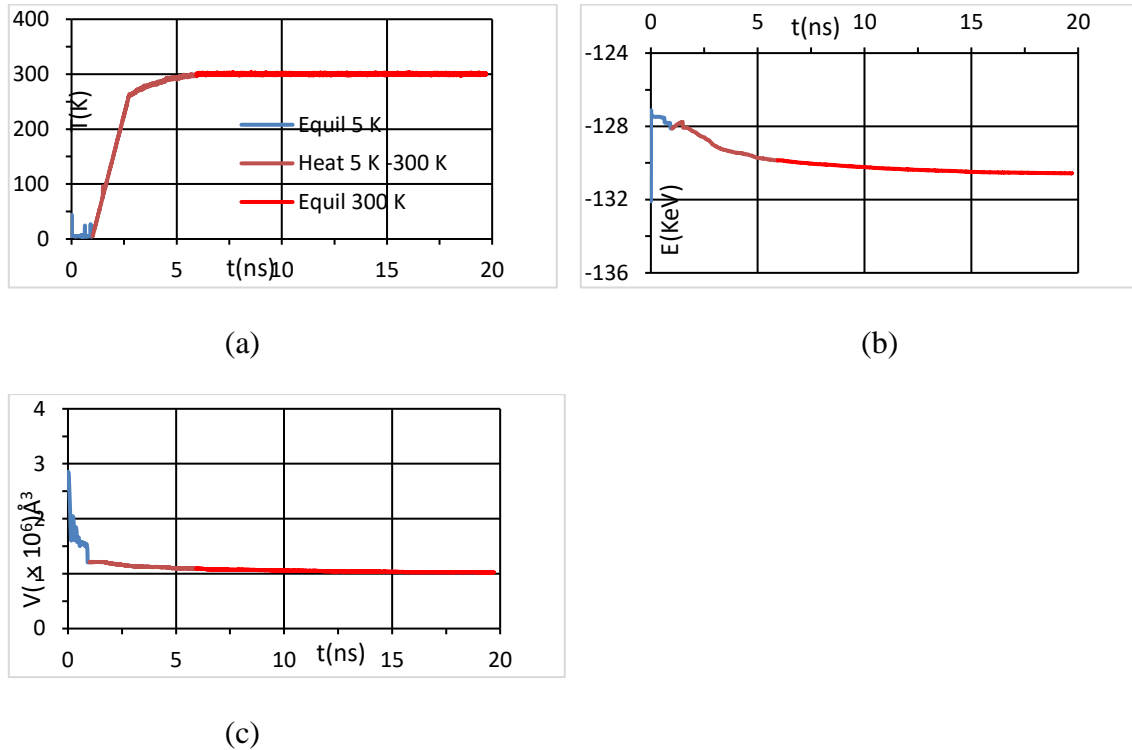 400
300
200
100
0
T(K)
0 5 10 15 20
t(ns)
Equil 5 K
Heat 5 K -300 K
Equil 300 K
(a)
0 5 10 15 20
t(ns)
-124
-128
-132
-136
E(KeV)
(b)
4
3
2
1
0
V(× 10⁶)Å³
0 5 10 15 20
t(ns)
(c)